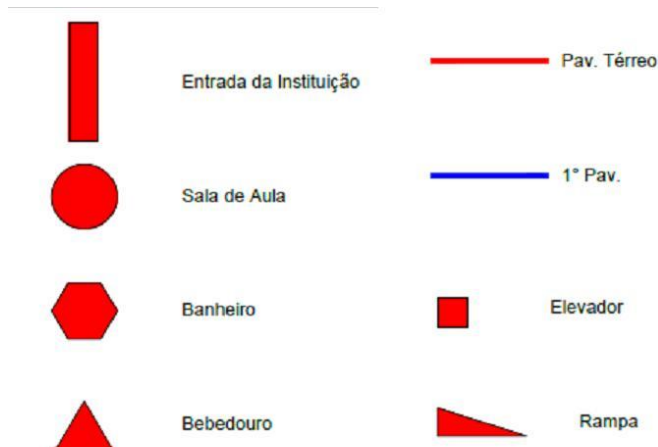 Entrada da Instituição
Pav. Térreo
Sala de Aula
1° Pav.
Banheiro
Elevador
Bebedouro
Rampa